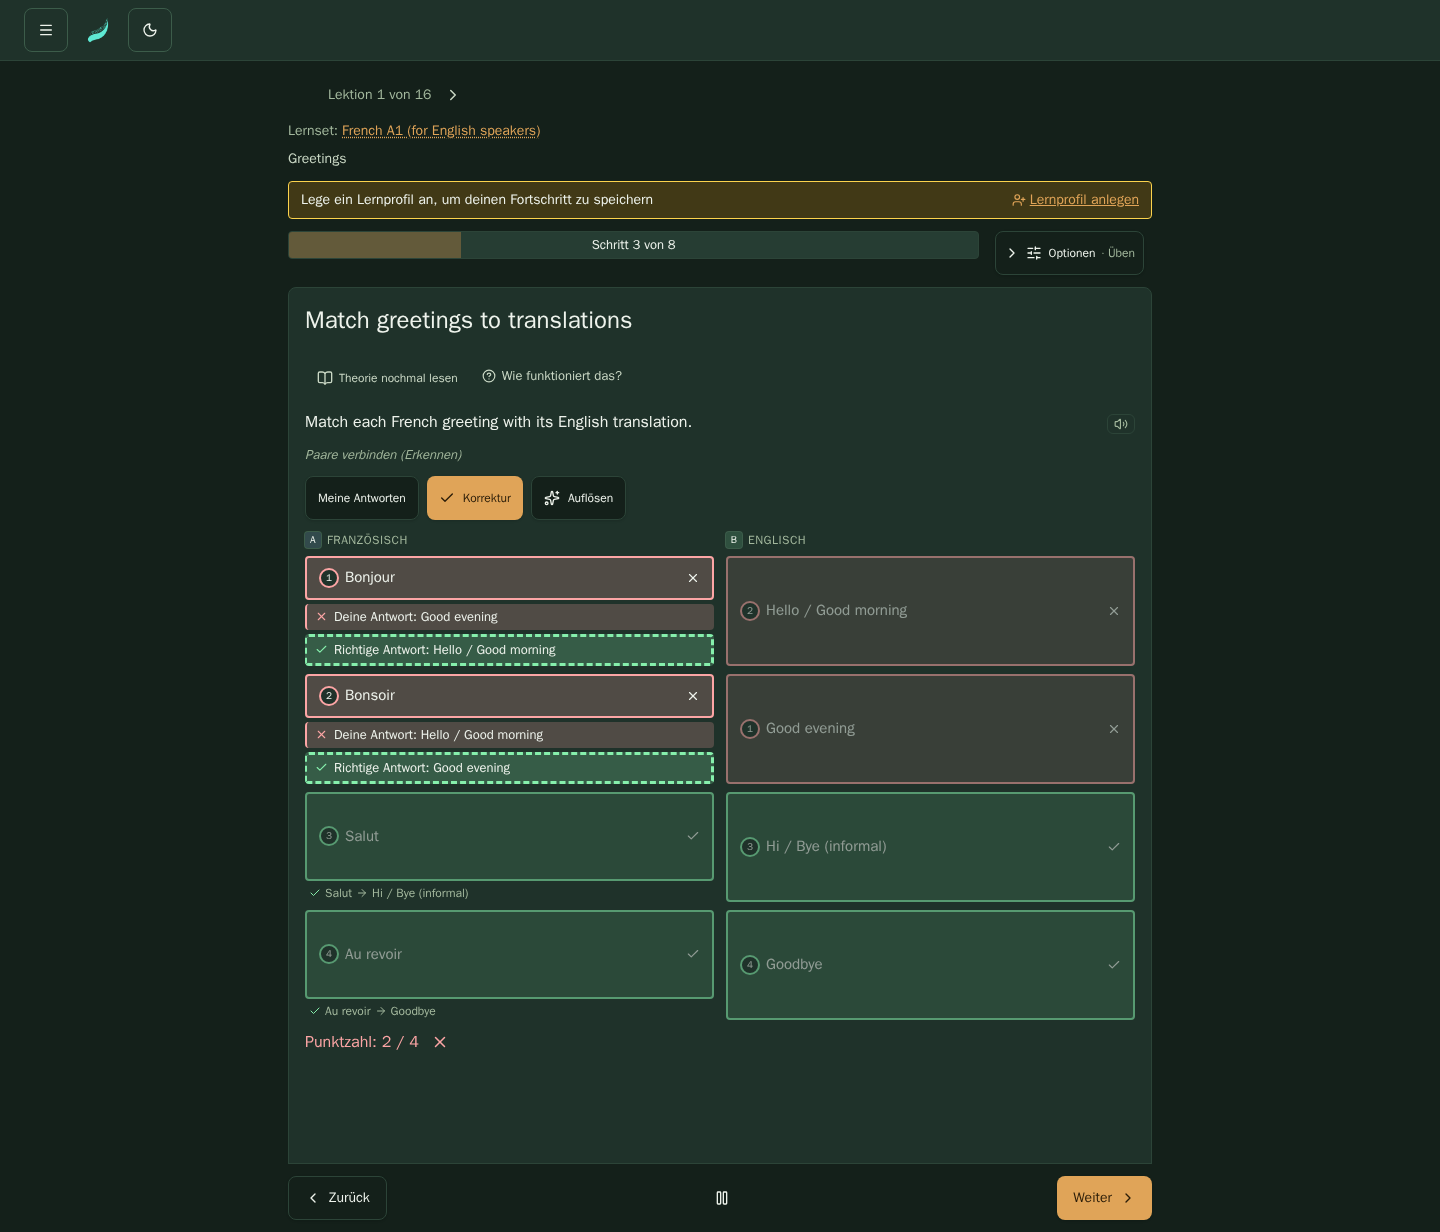 Lektion 1 von 16
Lernset: French A1 (for English speakers)
Greetings
Lege ein Lernprofil an, um deinen Fortschritt zu speichern
Lernprofil anlegen
Schritt 3 von 8
Optionen · Üben
Match greetings to translations
Theorie nochmal lesen
Wie funktioniert das?
Match each French greeting with its English translation.
Paare verbinden (Erkennen)
Meine Antworten
Korrektur
Auflösen
A FRANZÖSISCH
B ENGLISCH
1 Bonjour
Deine Antwort: Good evening
Richtige Antwort: Hello / Good morning
2 Hello / Good morning
2 Bonsoir
Deine Antwort: Hello / Good morning
Richtige Antwort: Good evening
1 Good evening
3 Salut
Salut → Hi / Bye (informal)
3 Hi / Bye (informal)
4 Au revoir
Au revoir → Goodbye
4 Goodbye
Punktzahl: 2 / 4
Zurück
Weiter